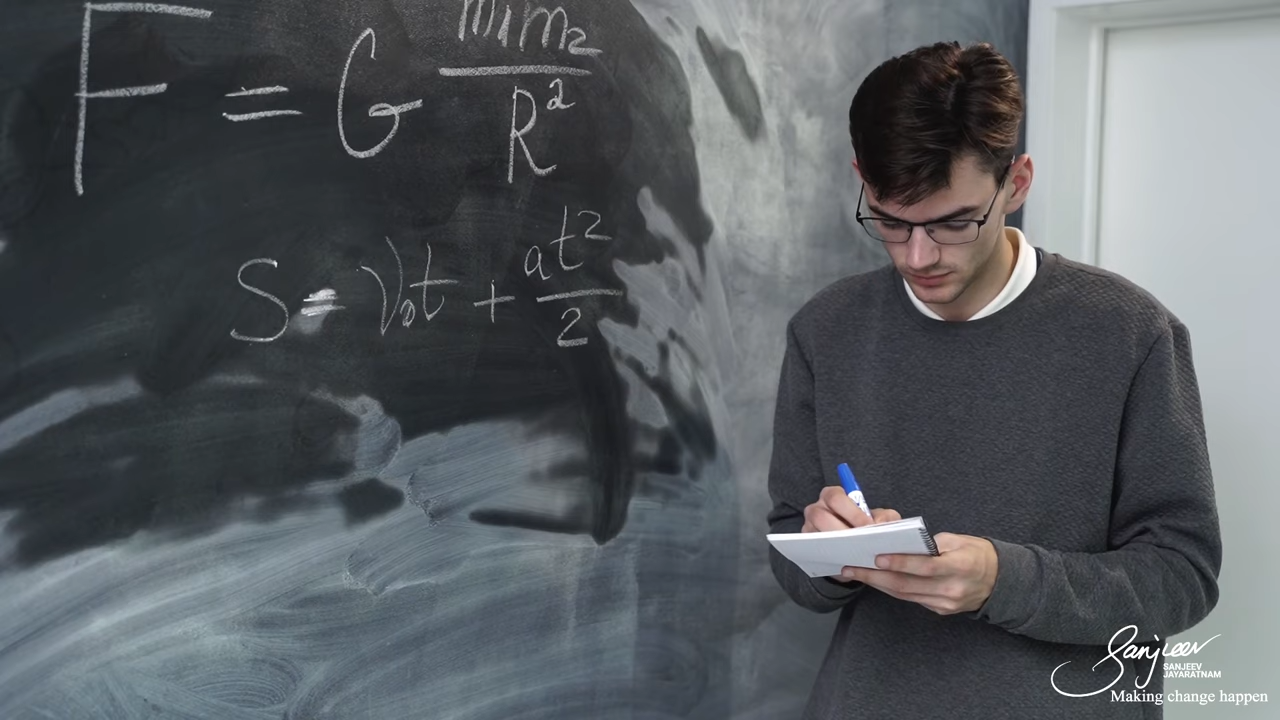 F = G m₁m₂/R²
S = V₀t + at²/2
Sanjeev
SANJEEV
JAYARATNAM
Making change happen